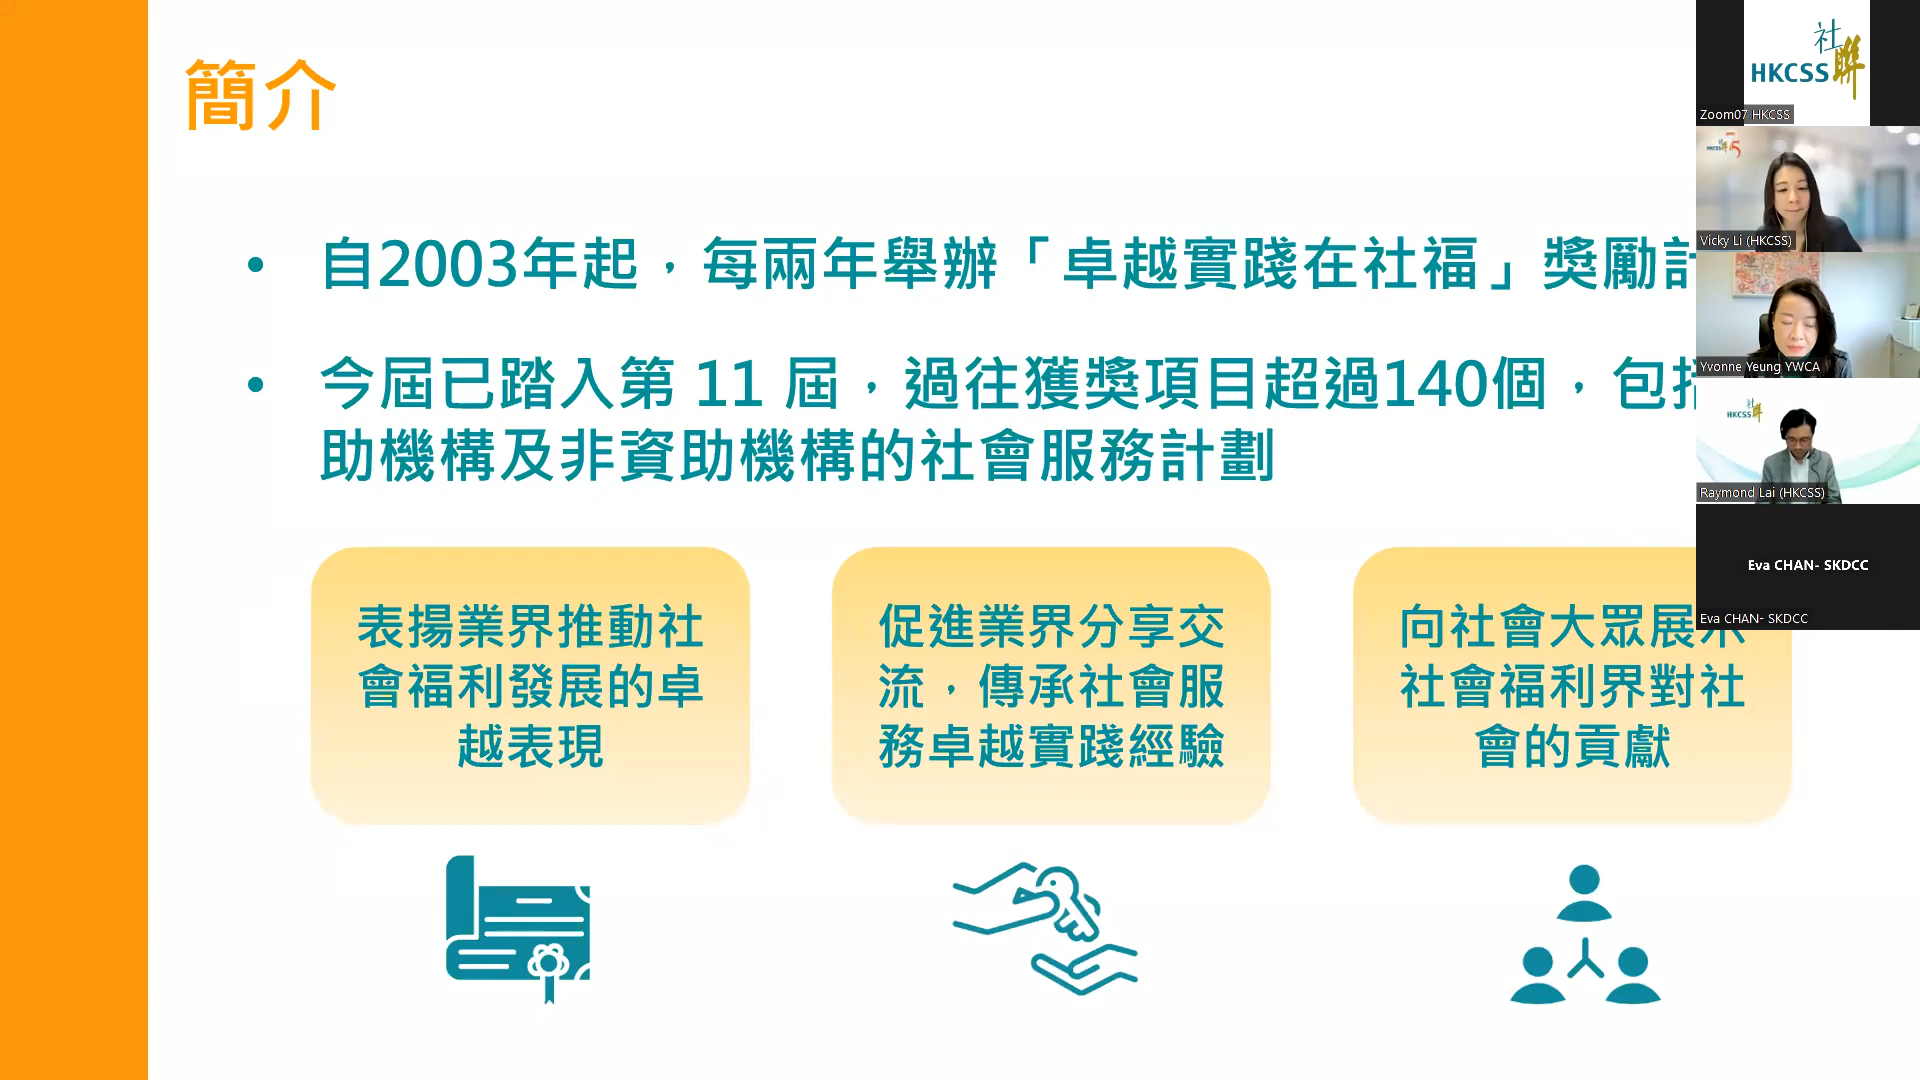 簡介
• 自2003年起，每兩年舉辦「卓越實踐在社福」獎勵計
• 今屆已踏入第 11 屆，過往獲獎項目超過140個，包括
助機構及非資助機構的社會服務計劃
表揚業界推動社
會福利發展的卓
越表現
促進業界分享交
流，傳承社會服
務卓越實踐經驗
向社會大眾展示
社會福利界對社
會的貢獻
社聯
HKCSS
Zoom07 HKCSS
Vicky Li (HKCSS)
Yvonne Yeung YWCA
社聯
HKCSS
Raymond Lai (HKCSS)
Eva CHAN- SKDCC
Eva CHAN- SKDCC